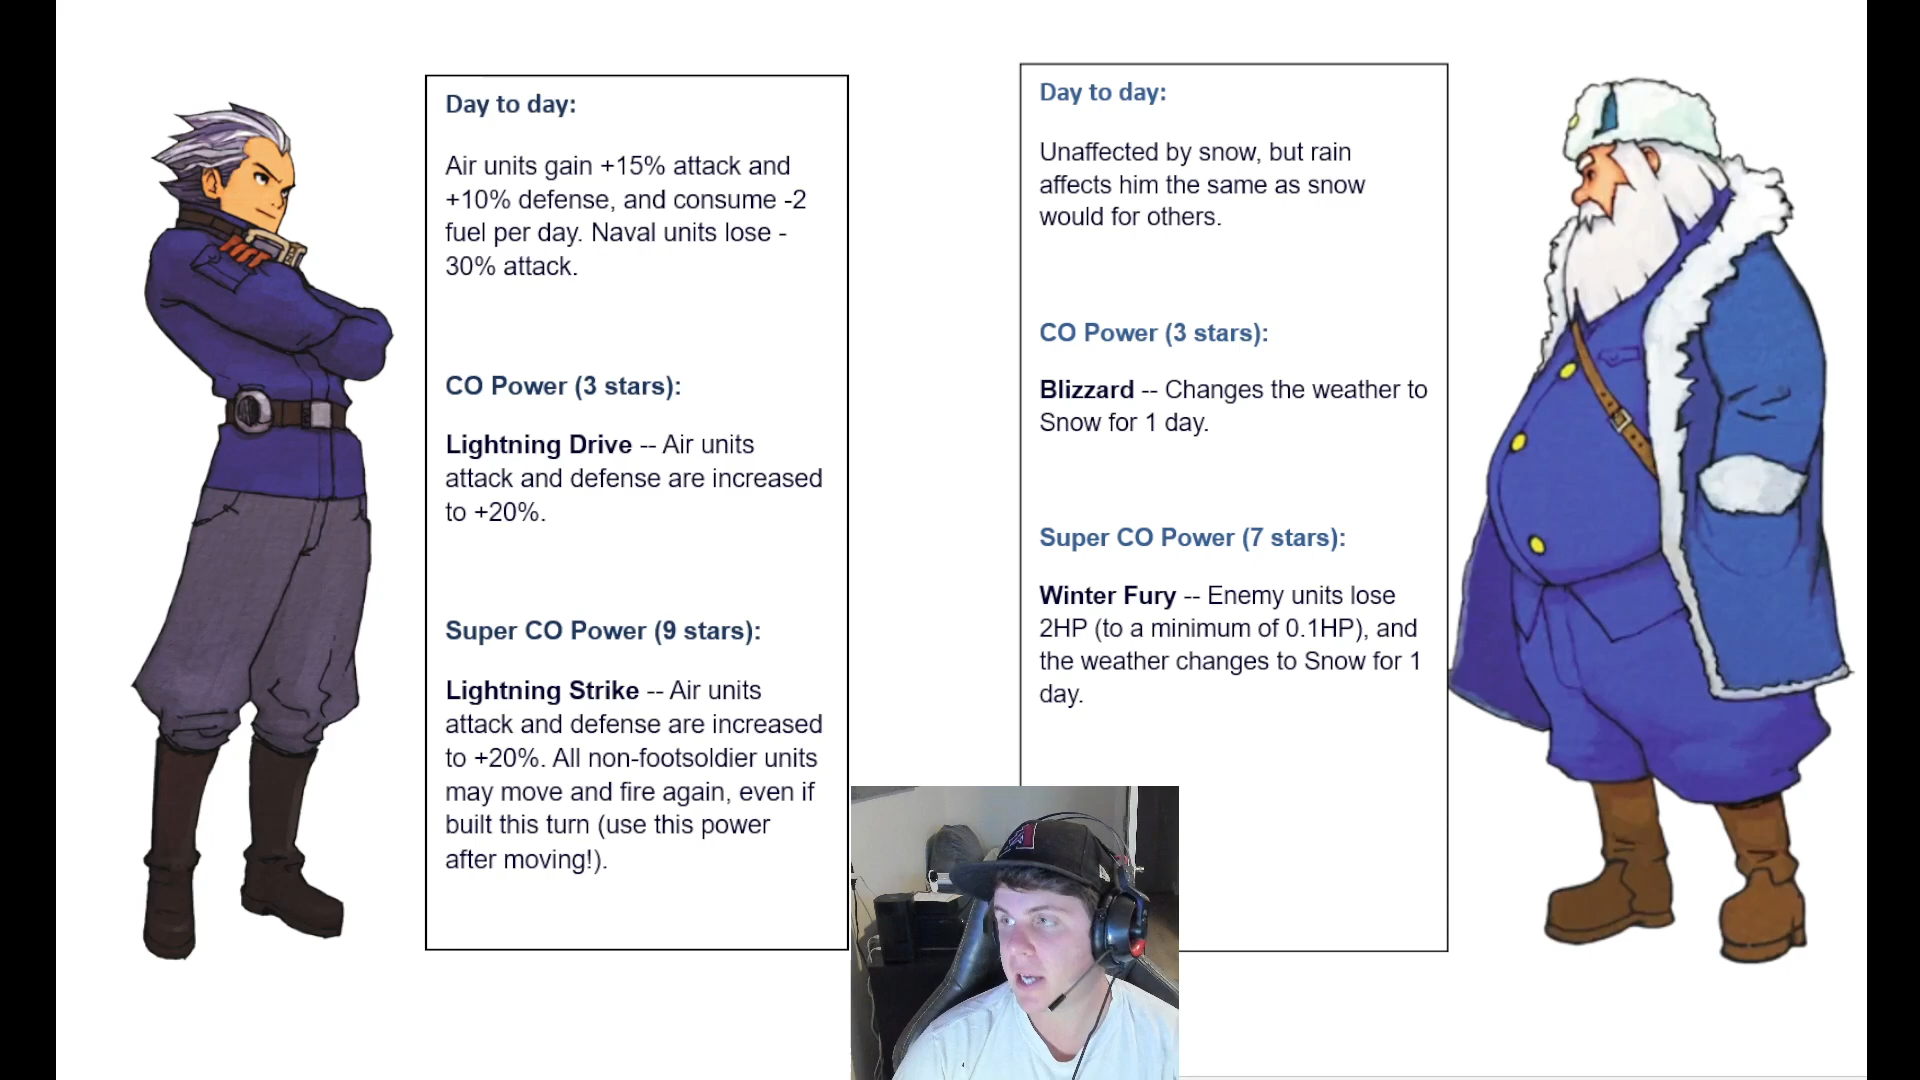 Day to day:
Air units gain +15% attack and
+10% defense, and consume -2
fuel per day. Naval units lose -
30% attack.
CO Power (3 stars):
Lightning Drive -- Air units
attack and defense are increased
to +20%.
Super CO Power (9 stars):
Lightning Strike -- Air units
attack and defense are increased
to +20%. All non-footsoldier units
may move and fire again, even if
built this turn (use this power
after moving!).
Day to day:
Unaffected by snow, but rain
affects him the same as snow
would for others.
CO Power (3 stars):
Blizzard -- Changes the weather to
Snow for 1 day.
Super CO Power (7 stars):
Winter Fury -- Enemy units lose
2HP (to a minimum of 0.1HP), and
the weather changes to Snow for 1
day.